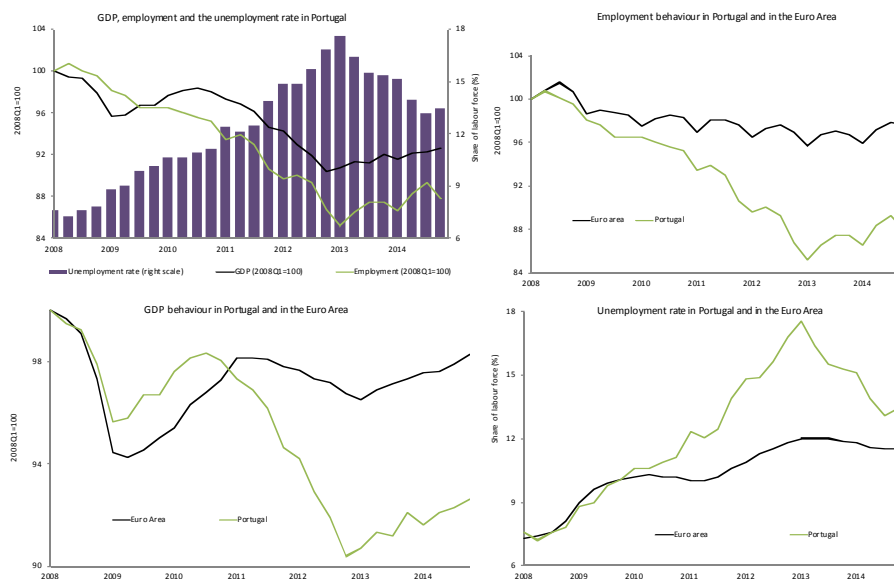 GDP, employment and the unemployment rate in Portugal
104
100
96
92
88
84
2008Q1=100
18
15
12
9
6
Share of labour force (%)
2008 2009 2010 2011 2012 2013 2014
Unemployment rate (right scale) GDP (2008Q1=100) Employment (2008Q1=100)
Employment behaviour in Portugal and in the Euro Area
104
100
96
92
88
84
2008Q1=100
Euro area Portugal
2008 2009 2010 2011 2012 2013 2014
GDP behaviour in Portugal and in the Euro Area
98
94
90
2008Q1=100
Euro Area Portugal
2008 2009 2010 2011 2012 2013 2014
Unemployment rate in Portugal and in the Euro Area
18
15
12
9
6
Share of labour force (%)
Euro area Portugal
2008 2009 2010 2011 2012 2013 2014